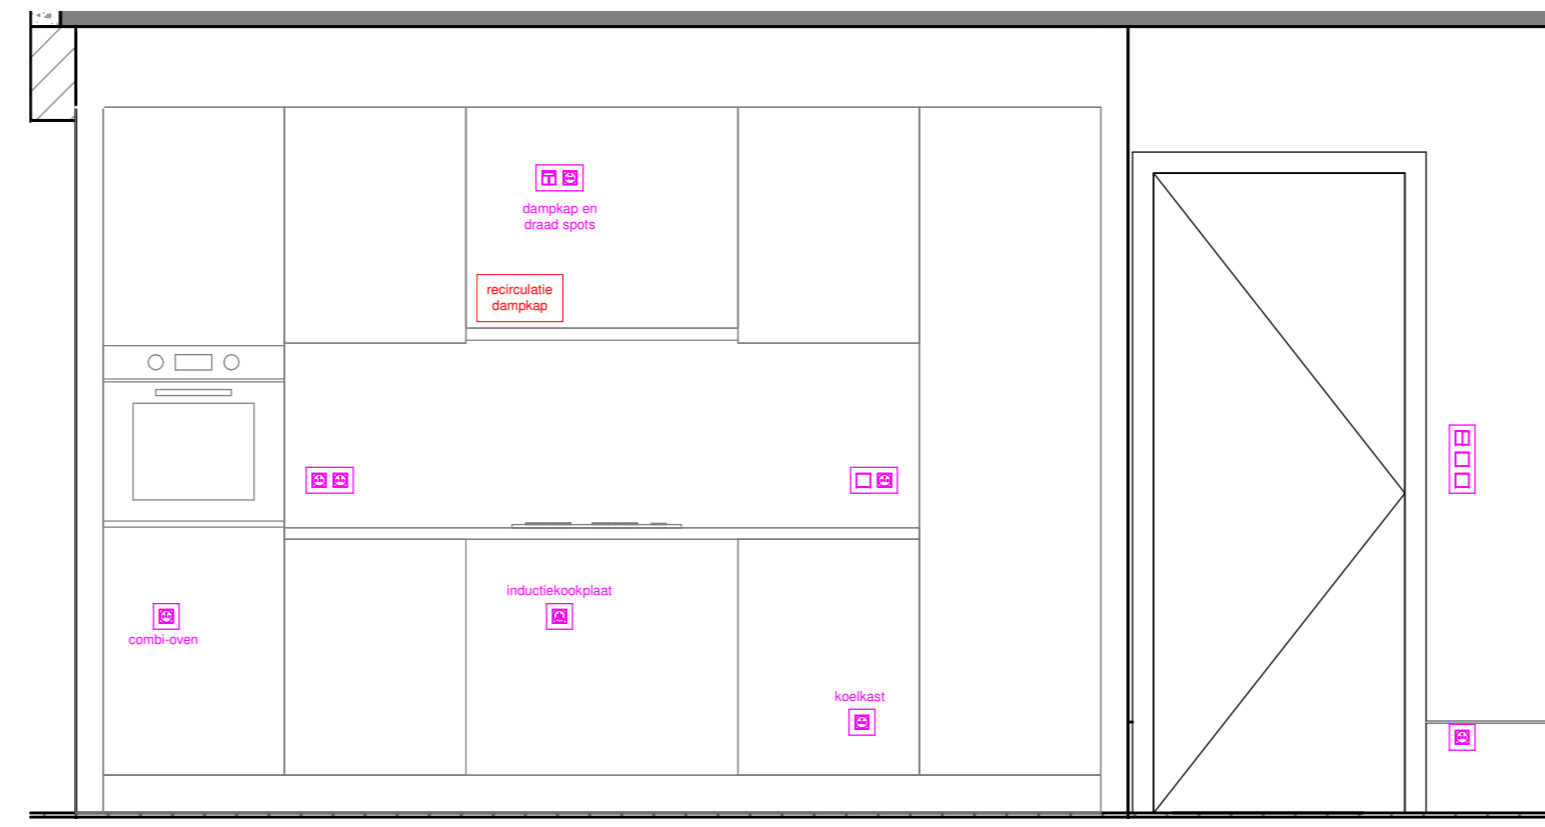 dampkap en
draad spots
recirculatie
dampkap
inductiekookplaat
combi-oven
koelkast